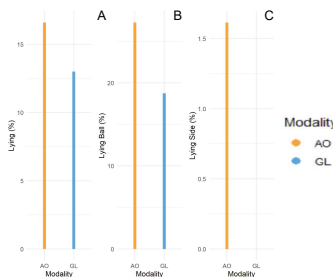 A
B
C
Lying (%)
15
10
5
0
AO
GL
Modality
Lying Ball (%)
20
10
0
AO
GL
Modality
Lying Side (%)
1.5
1.0
0.5
0.0
AO
GL
Modality
Modality
AO
GL